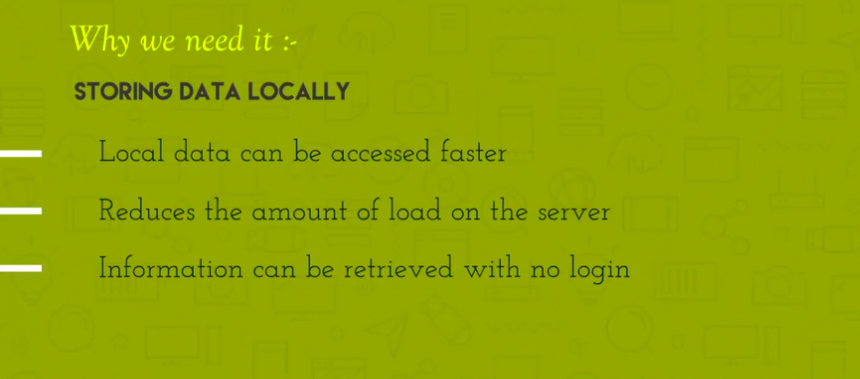 Why we need it :-
STORING DATA LOCALLY
Local data can be accessed faster
Reduces the amount of load on the server
Information can be retrieved with no login